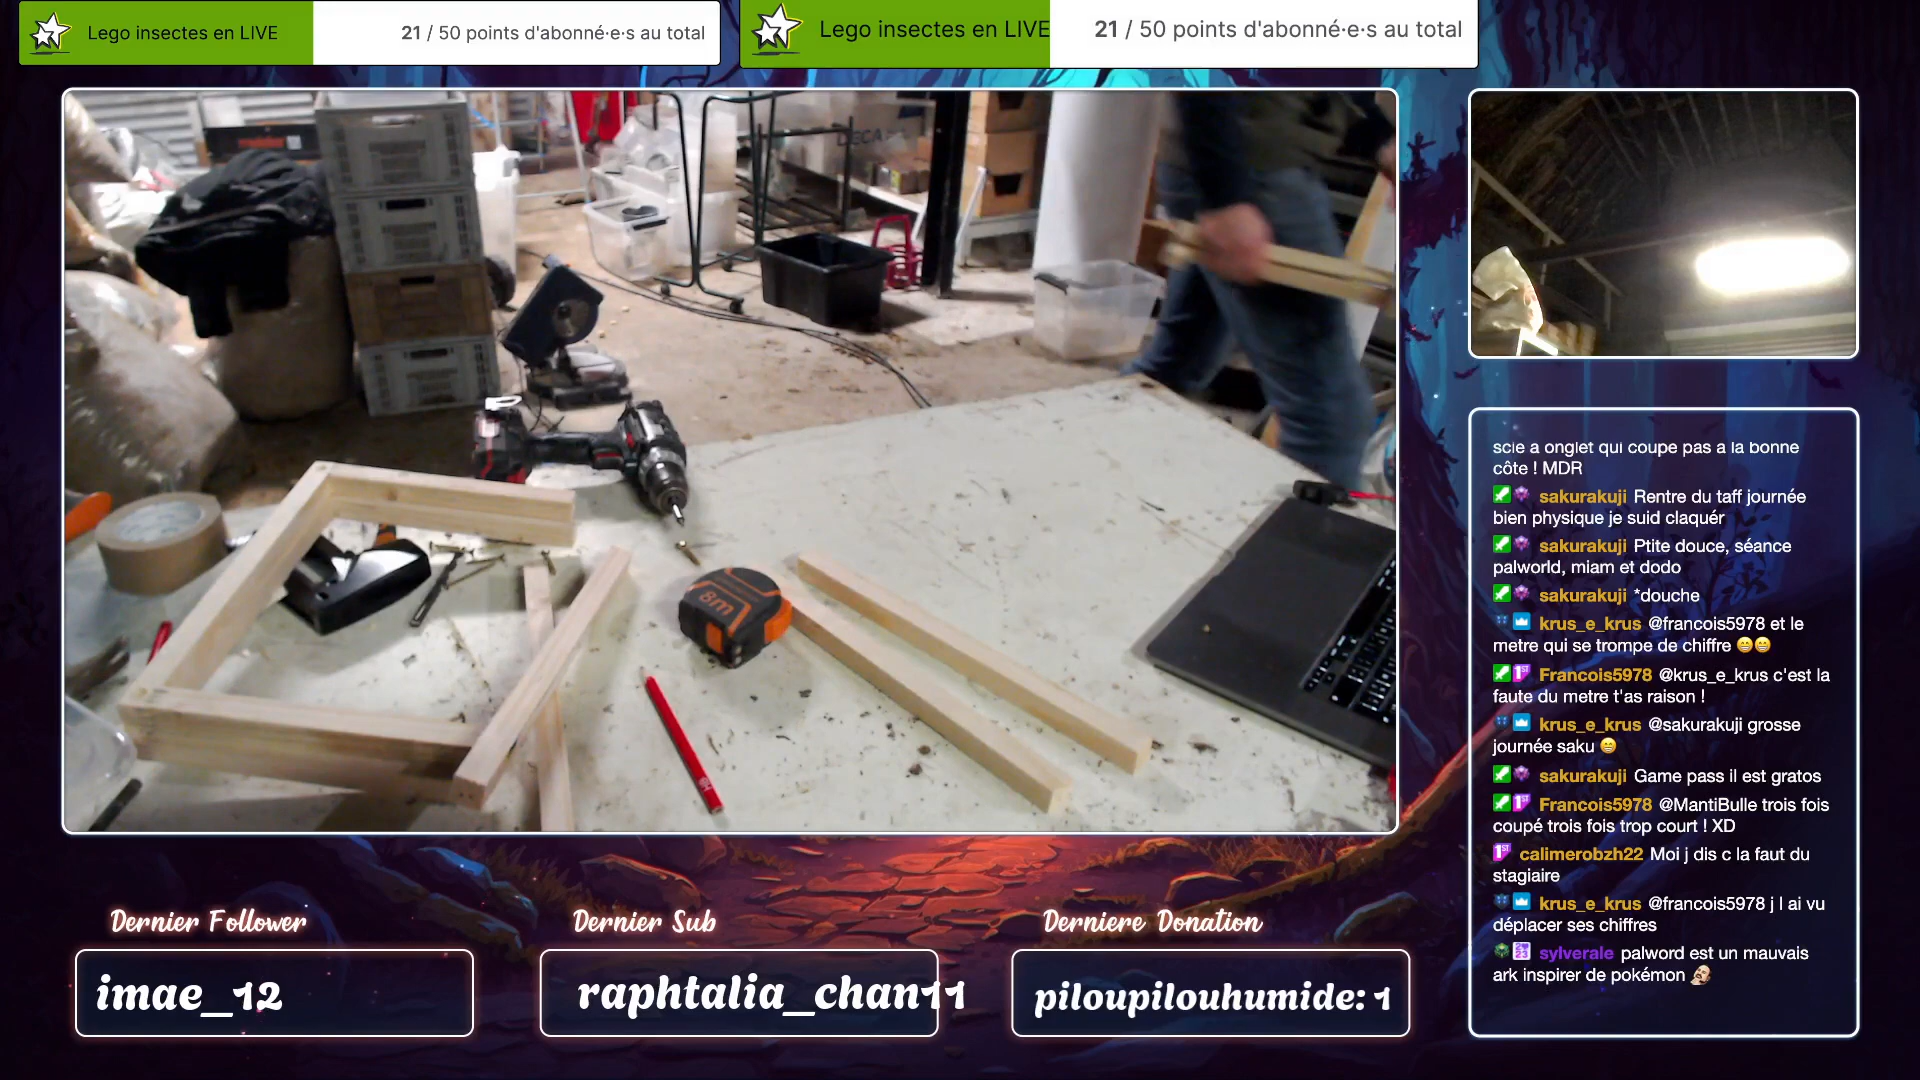 Lego insectes en LIVE
21 / 50 points d'abonné·e·s au total
Lego insectes en LIVE
21 / 50 points d'abonné·e·s au total
8m
scie a onglet qui coupe pas a la bonne
côte ! MDR
sakurakuji Rentre du taff journée
bien physique je suid claquér
sakurakuji Ptite douce, séance
palworld, miam et dodo
sakurakuji *douche
krus_e_krus @francois5978 et le
metre qui se trompe de chiffre 😁😁
Francois5978 @krus_e_krus c'est la
faute du metre t'as raison !
krus_e_krus @sakurakuji grosse
journée saku 😁
sakurakuji Game pass il est gratos
Francois5978 @MantiBulle trois fois
coupé trois fois trop court ! XD
calimerobzh22 Moi j dis c la faut du
stagiaire
krus_e_krus @francois5978 j l ai vu
déplacer ses chiffres
sylverale palword est un mauvais
ark inspirer de pokémon
Dernier Follower
imae_12
Dernier Sub
raphtalia_chan11
Derniere Donation
piloupilouhumide: 1